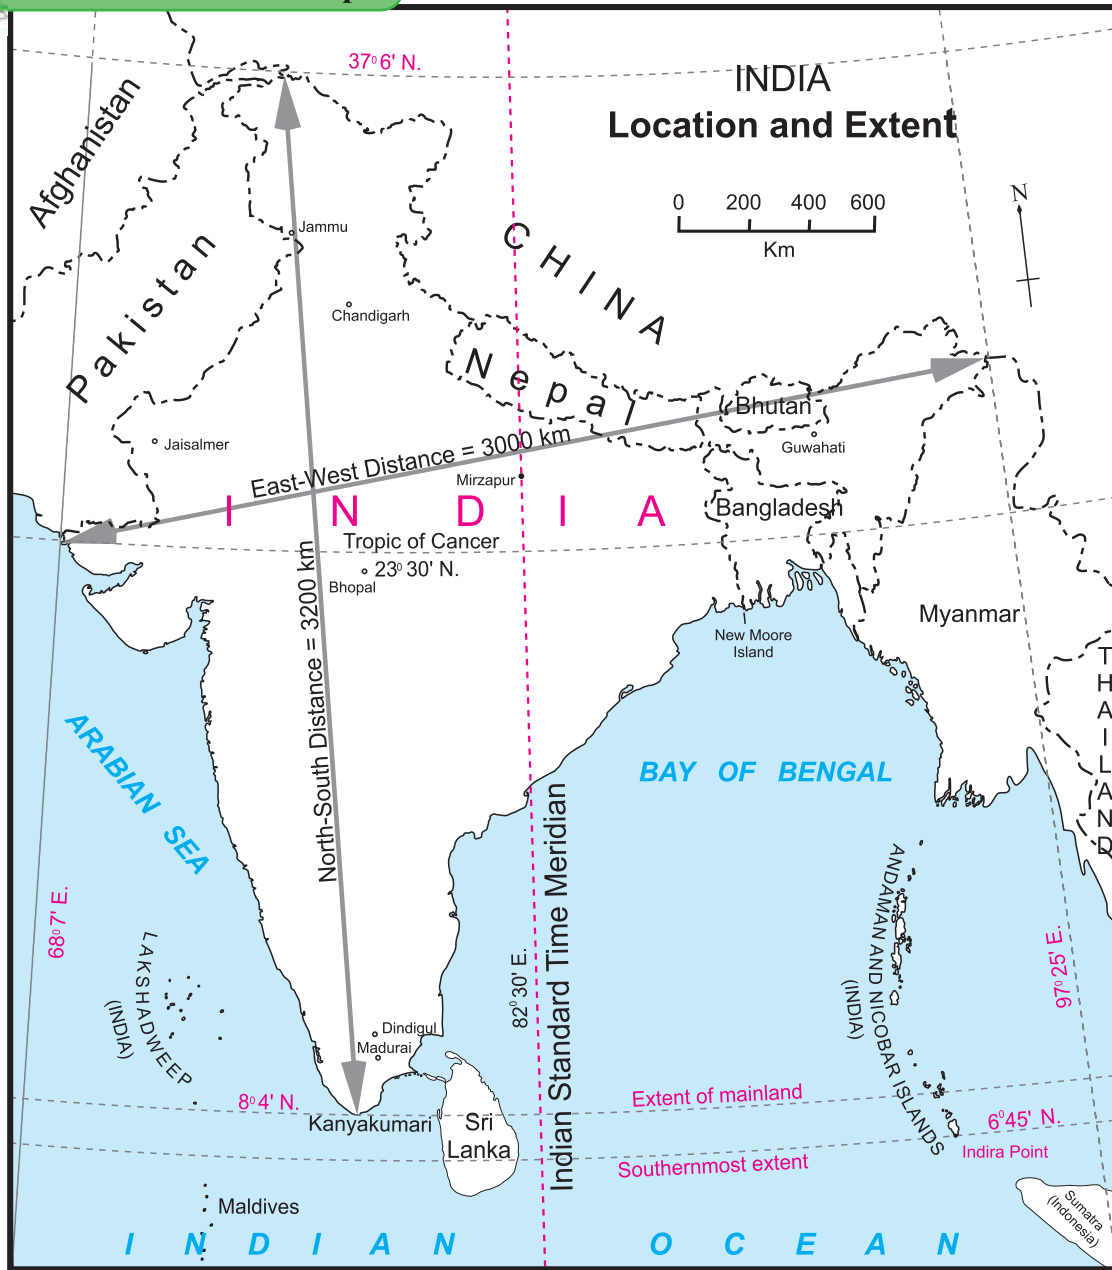 37°6' N.
INDIA
Location and Extent
Afghanistan
N
0 200 400 600
Km
Jammu
CHINA
Pakistan
Chandigarh
Nepal
Bhutan
Jaisalmer
Guwahati
East-West Distance = 3000 km
Mirzapur
INDIA
Bangladesh
Tropic of Cancer
23°30' N.
Bhopal
North-South Distance = 3200 km
Myanmar
New Moore
Island
THAILAND
ARABIAN SEA
BAY OF BENGAL
Indian Standard Time Meridian
82°30' E.
68°7' E.
97°25' E.
LAKSHADWEEP
(INDIA)
ANDAMAN AND NICOBAR ISLANDS
(INDIA)
Dindigul
Madurai
8°4' N.
Kanyakumari
Sri
Lanka
Extent of mainland
6°45' N.
Indira Point
Southernmost extent
Maldives
Sumatra
(Indonesia)
INDIAN OCEAN